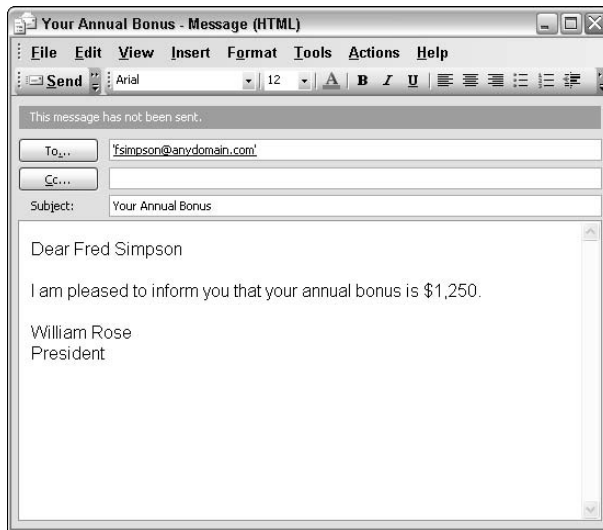 Your Annual Bonus - Message (HTML)
File Edit View Insert Format Tools Actions Help
Send Arial 12 A B I U
This message has not been sent.
To... 'fsimpson@anydomain.com'
Cc...
Subject: Your Annual Bonus
Dear Fred Simpson
I am pleased to inform you that your annual bonus is $1,250.
William Rose
President